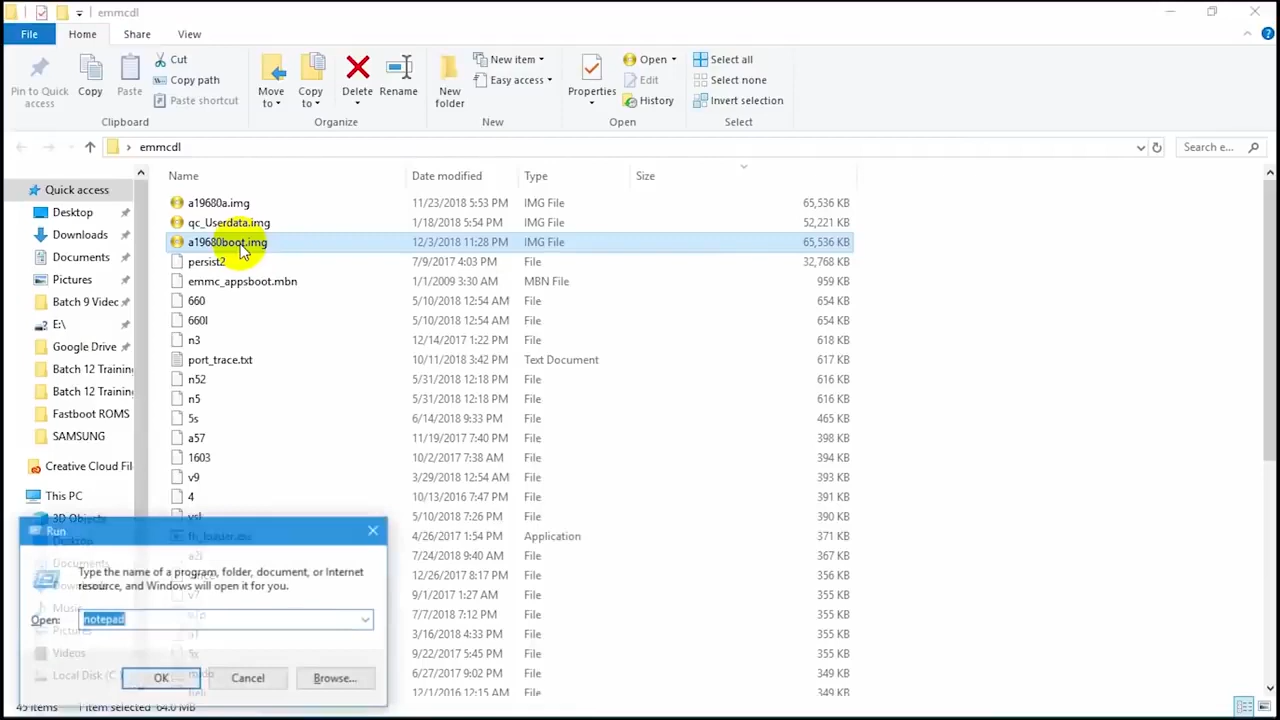 emmcdl
File
Home
Share
View
Pin to Quick access
Copy
Paste
Cut
Copy path
Paste shortcut
Clipboard
Move to
Copy to
Delete
Rename
Organize
New folder
New item
Easy access
New
Properties
Open
Edit
History
Open
Select all
Select none
Invert selection
Select
emmcdl
Search e...
Name Date modified Type Size
a19680a.img 11/23/2018 5:53 PM IMG File 65,536 KB
qc_Userdata.img 1/18/2018 5:54 PM IMG File 52,221 KB
a19680boot.img 12/3/2018 11:28 PM IMG File 65,536 KB
persist2 7/9/2017 4:03 PM File 32,768 KB
emmc_appsboot.mbn 1/1/2009 3:30 AM MBN File 959 KB
660 5/10/2018 12:54 AM File 654 KB
660l 5/10/2018 12:54 AM File 654 KB
n3 12/14/2017 1:22 PM File 618 KB
port_trace.txt 10/11/2018 3:42 PM Text Document 617 KB
n52 5/31/2018 12:18 PM File 616 KB
n5 5/31/2018 12:18 PM File 616 KB
5s 6/14/2018 9:33 PM File 465 KB
a57 11/19/2017 7:40 PM File 398 KB
1603 10/2/2017 7:38 AM File 394 KB
v9 3/29/2018 12:54 AM File 393 KB
4 10/13/2016 7:47 PM File 391 KB
5/10/2018 7:26 PM File 390 KB
4/26/2017 1:54 PM Application 371 KB
7/24/2018 9:40 AM File 367 KB
12/26/2017 8:17 PM File 356 KB
9/1/2017 1:27 AM File 355 KB
7/7/2018 7:12 PM File 355 KB
3/16/2018 4:33 PM File 355 KB
9/22/2017 5:45 PM File 355 KB
6/27/2017 9:02 PM File 349 KB
12/1/2016 12:15 AM File 349 KB
Quick access
Desktop
Downloads
Documents
Pictures
Batch 9 Videc
E:\
Google Drive
Batch 12 Training
Batch 12 Training
Fastboot ROMS
SAMSUNG
Creative Cloud Fil
This PC
3D Objects
Desktop
Music
Pictures
Videos
Local Disk (C
Run
Type the name of a program, folder, document, or Internet
resource, and Windows will open it for you.
Open: notepad
OK
Cancel
Browse...
45 items 1 item selected 64.0 MB